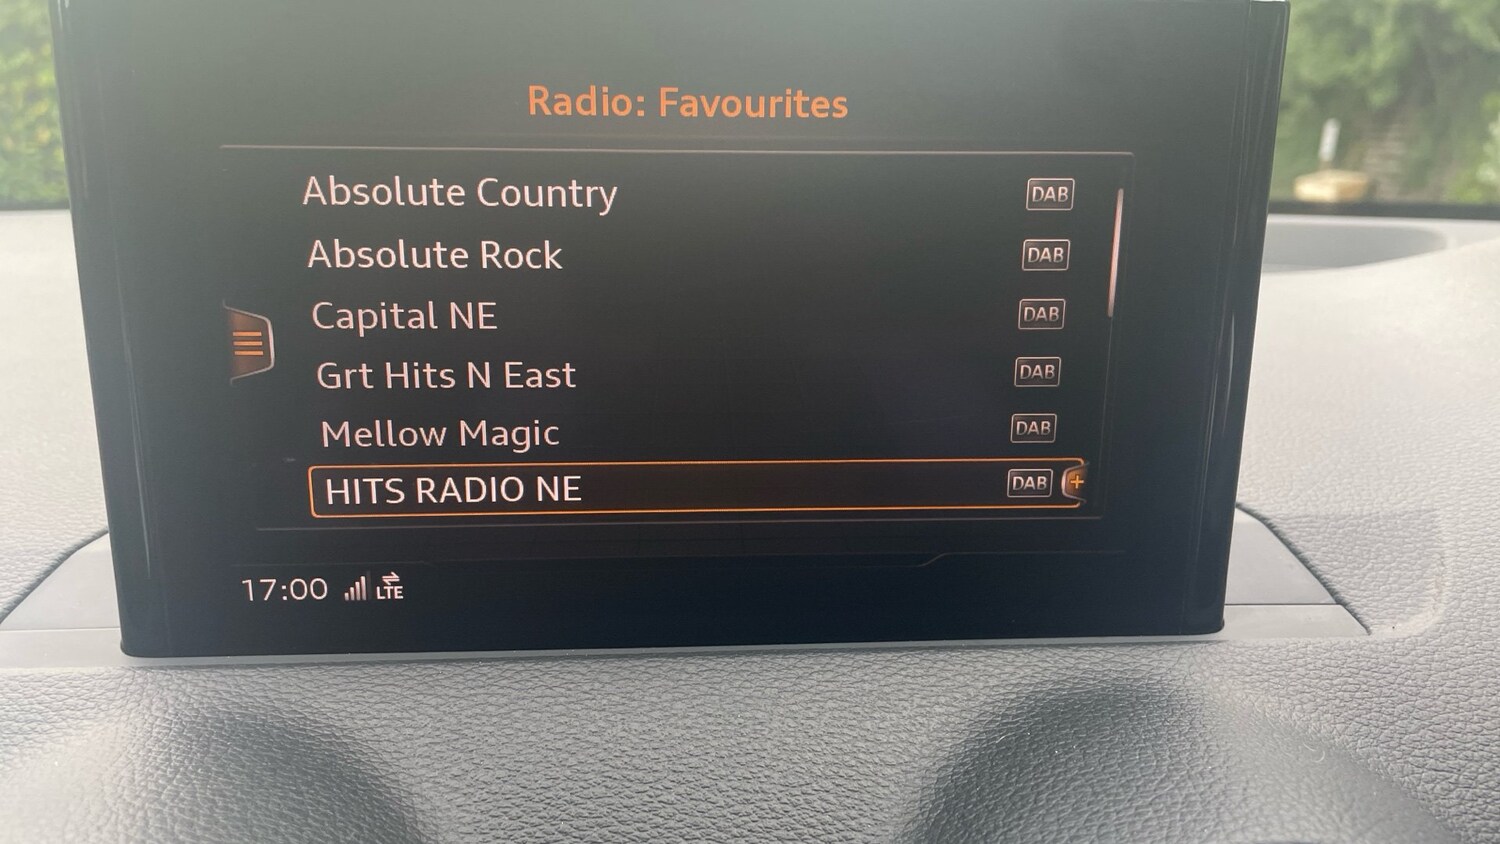 Radio: Favourites
Absolute Country DAB
Absolute Rock DAB
Capital NE DAB
Grt Hits N East DAB
Mellow Magic DAB
HITS RADIO NE DAB +
17:00 LTE